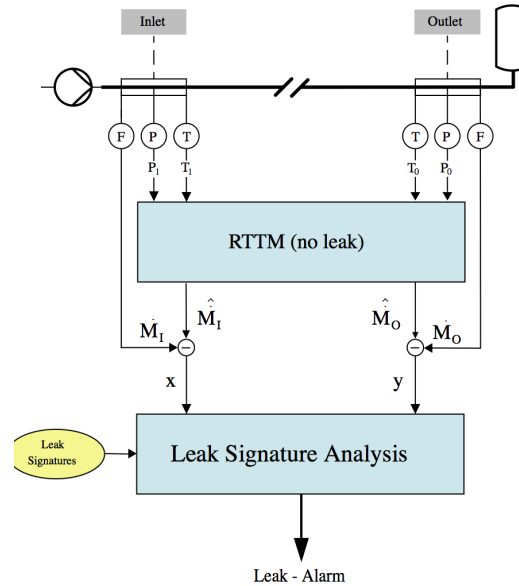 Inlet
Outlet
F P T
T P F
P₁ T₁
T₀ P₀
RTTM (no leak)
Ṁ_I
M̂̇_I
M̂̇_O
Ṁ_O
− −
x
y
Leak
Signatures
Leak Signature Analysis
Leak - Alarm